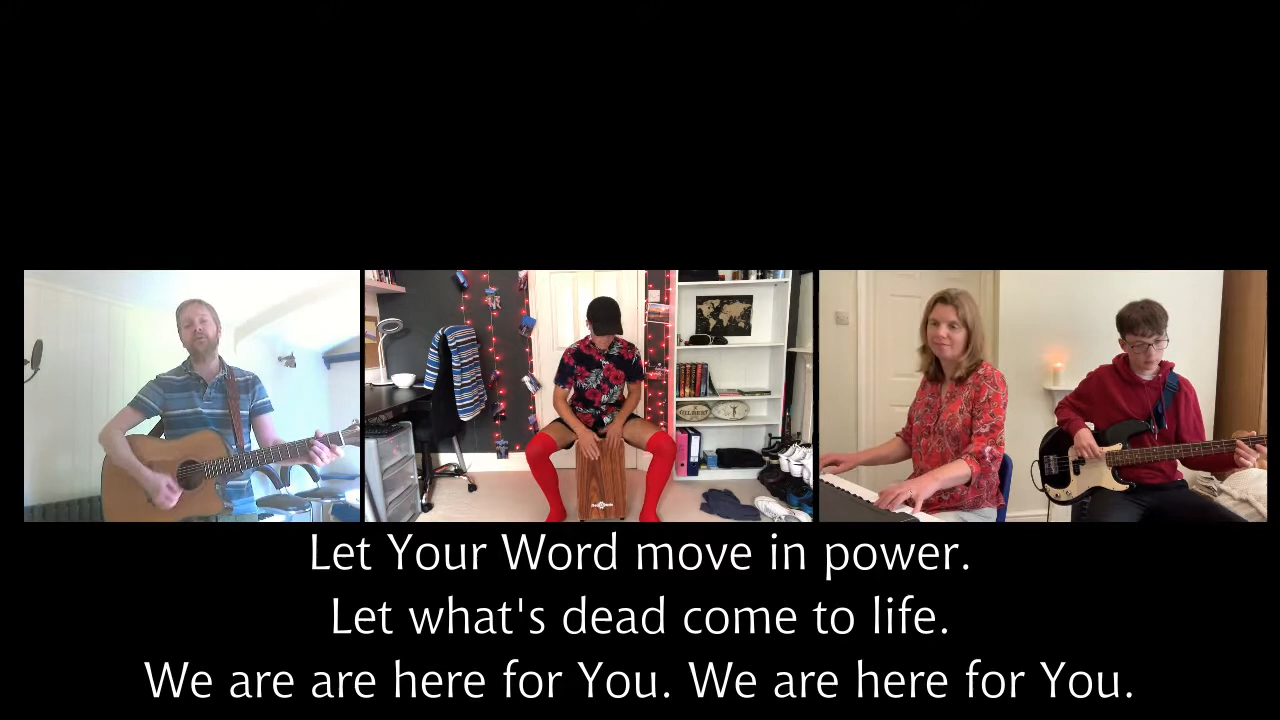 GILBERT
Let Your Word move in power.
Let what's dead come to life.
We are are here for You. We are here for You.